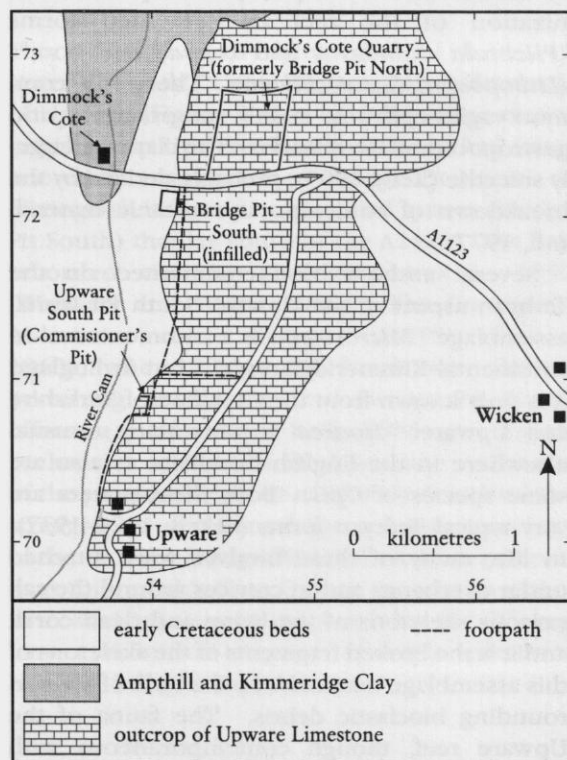 73
Dimmock's Cote Quarry
(formerly Bridge Pit North)
Dimmock's
Cote
72
Bridge Pit
South
(infilled)
A1123
Upware
South Pit
(Commisioner's
Pit)
River Cam
71
Wicken
N
Upware
70
0 kilometres 1
54
55
56
early Cretaceous beds
footpath
Ampthill and Kimmeridge Clay
outcrop of Upware Limestone